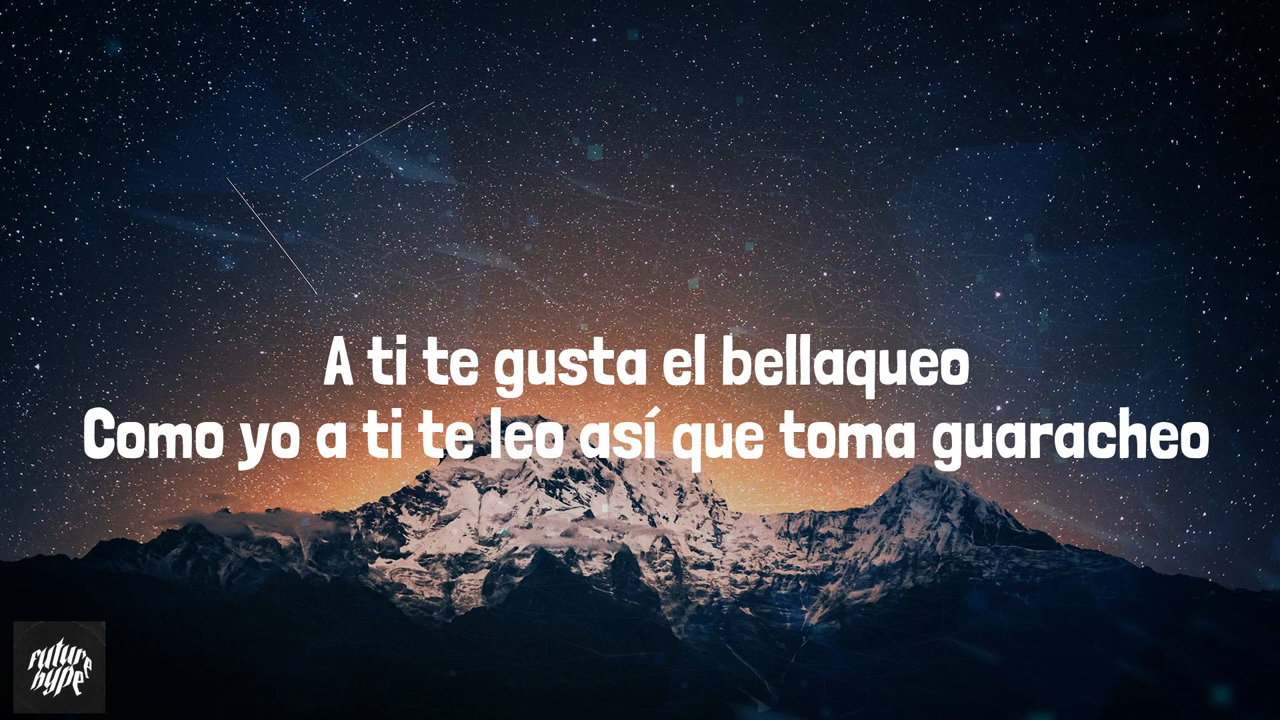 A ti te gusta el bellaqueo
Como yo a ti te leo así que toma guaracheo
future
hype